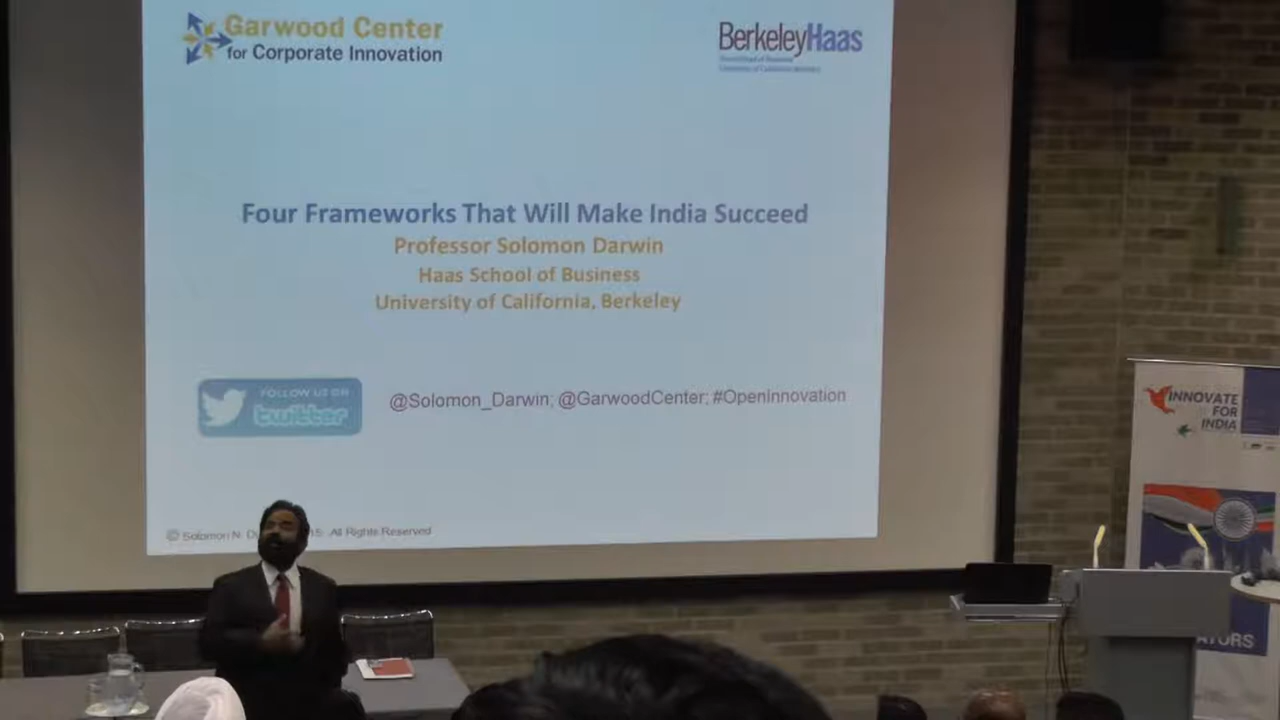 Garwood Center
for Corporate Innovation
BerkeleyHaas
Four Frameworks That Will Make India Succeed
Professor Solomon Darwin
Haas School of Business
University of California, Berkeley
FOLLOW US ON
twitter
@Solomon_Darwin; @GarwoodCenter; #OpenInnovation
© Solomon N. All Rights Reserved
INNOVATE
FOR
INDIA